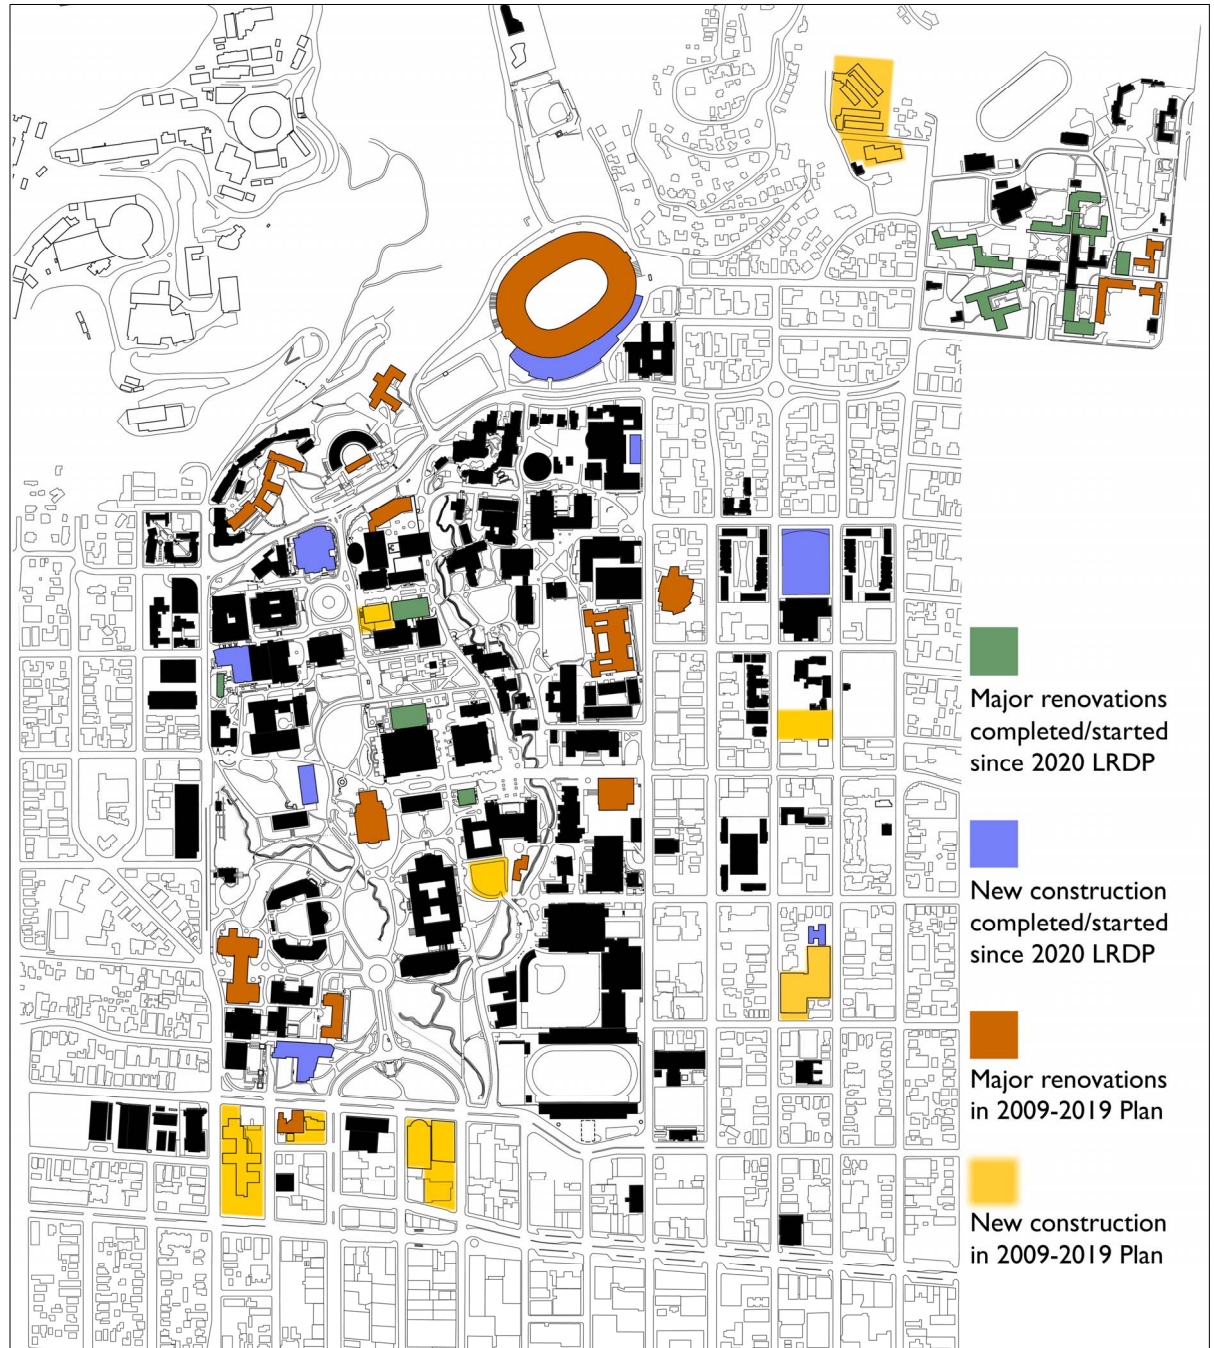 Major renovations
completed/started
since 2020 LRDP
New construction
completed/started
since 2020 LRDP
Major renovations
in 2009-2019 Plan
New construction
in 2009-2019 Plan